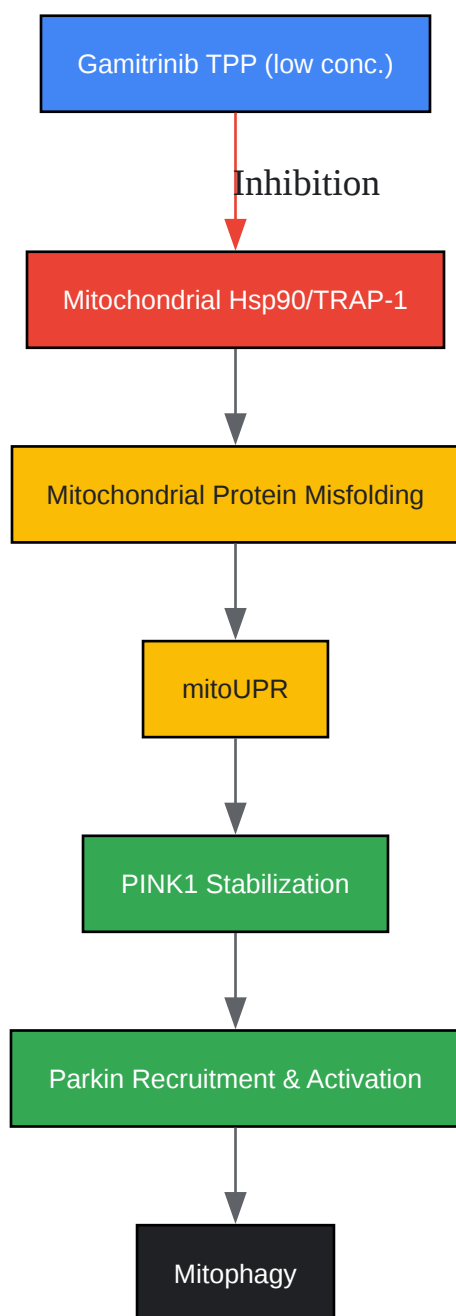 Gamitrinib TPP (low conc.)
Inhibition
Mitochondrial Hsp90/TRAP-1
Mitochondrial Protein Misfolding
mitoUPR
PINK1 Stabilization
Parkin Recruitment & Activation
Mitophagy